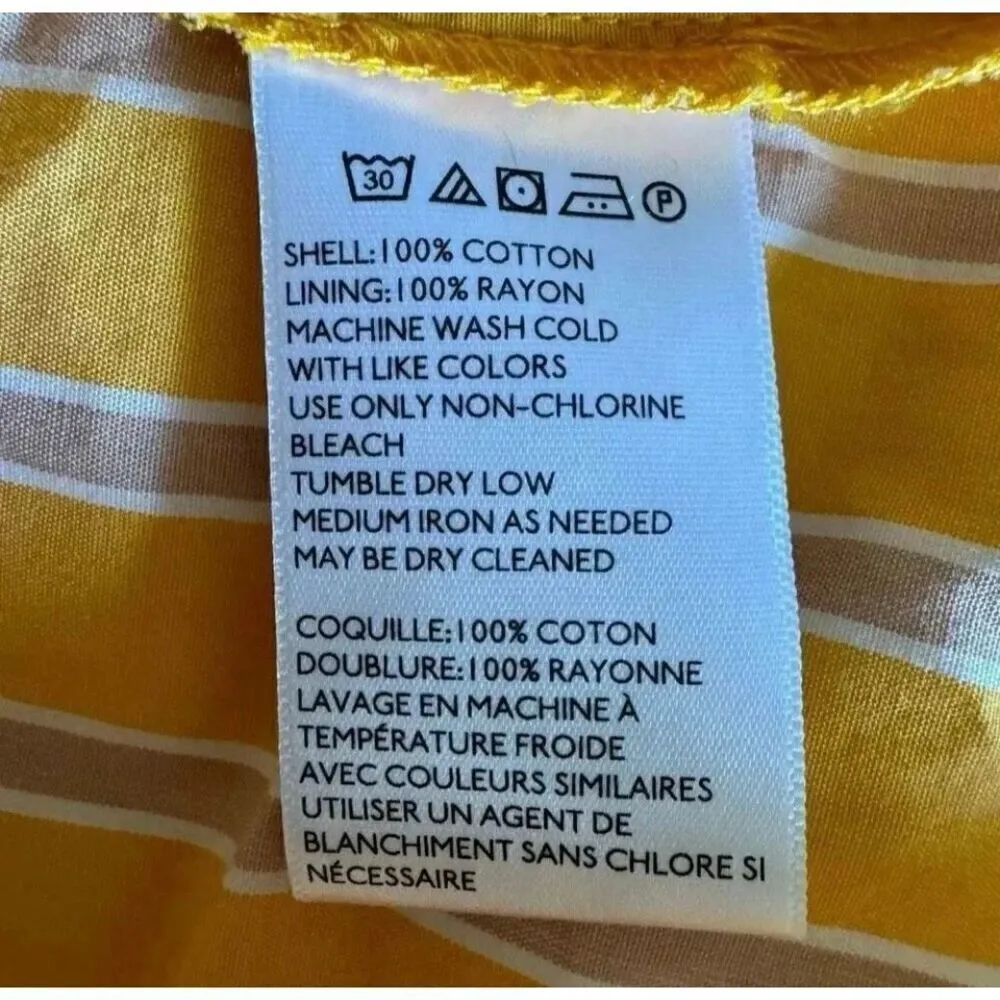 30 P
SHELL:100% COTTON
LINING:100% RAYON
MACHINE WASH COLD
WITH LIKE COLORS
USE ONLY NON-CHLORINE
BLEACH
TUMBLE DRY LOW
MEDIUM IRON AS NEEDED
MAY BE DRY CLEANED
COQUILLE:100% COTON
DOUBLURE:100% RAYONNE
LAVAGE EN MACHINE À
TEMPÉRATURE FROIDE
AVEC COULEURS SIMILAIRES
UTILISER UN AGENT DE
BLANCHIMENT SANS CHLORE SI
NÉCESSAIRE